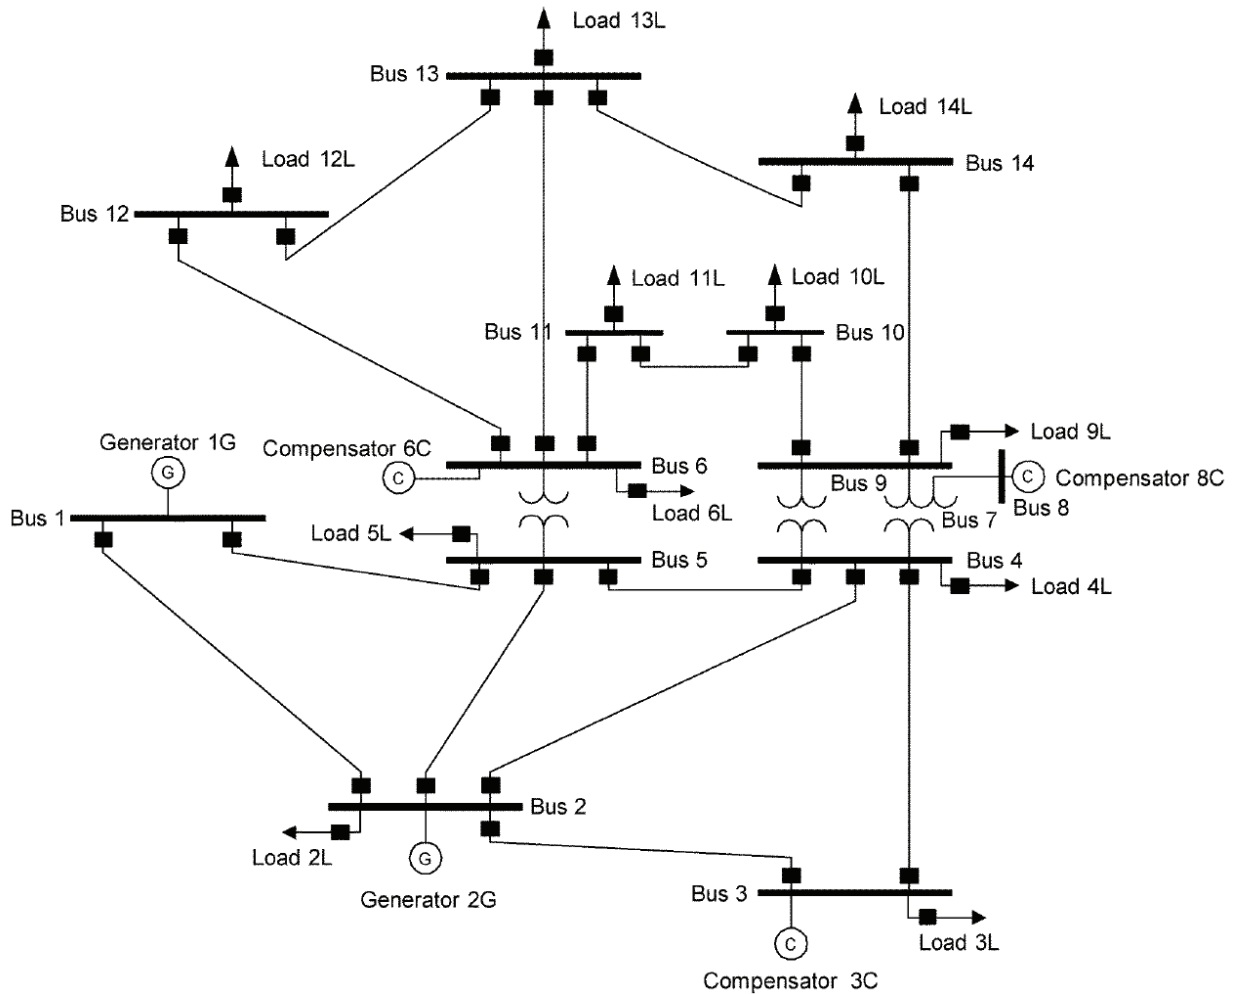 Load 13L
Bus 13
Load 14L
Bus 14
Load 12L
Bus 12
Load 11L
Load 10L
Bus 11
Bus 10
Generator 1G
G
Compensator 6C
C
Bus 6
Load 6L
Load 9L
Bus 9
C
Compensator 8C
Bus 8
Bus 7
Bus 1
Load 5L
Bus 5
Bus 4
Load 4L
Bus 2
Load 2L
G
Generator 2G
Bus 3
Load 3L
C
Compensator 3C